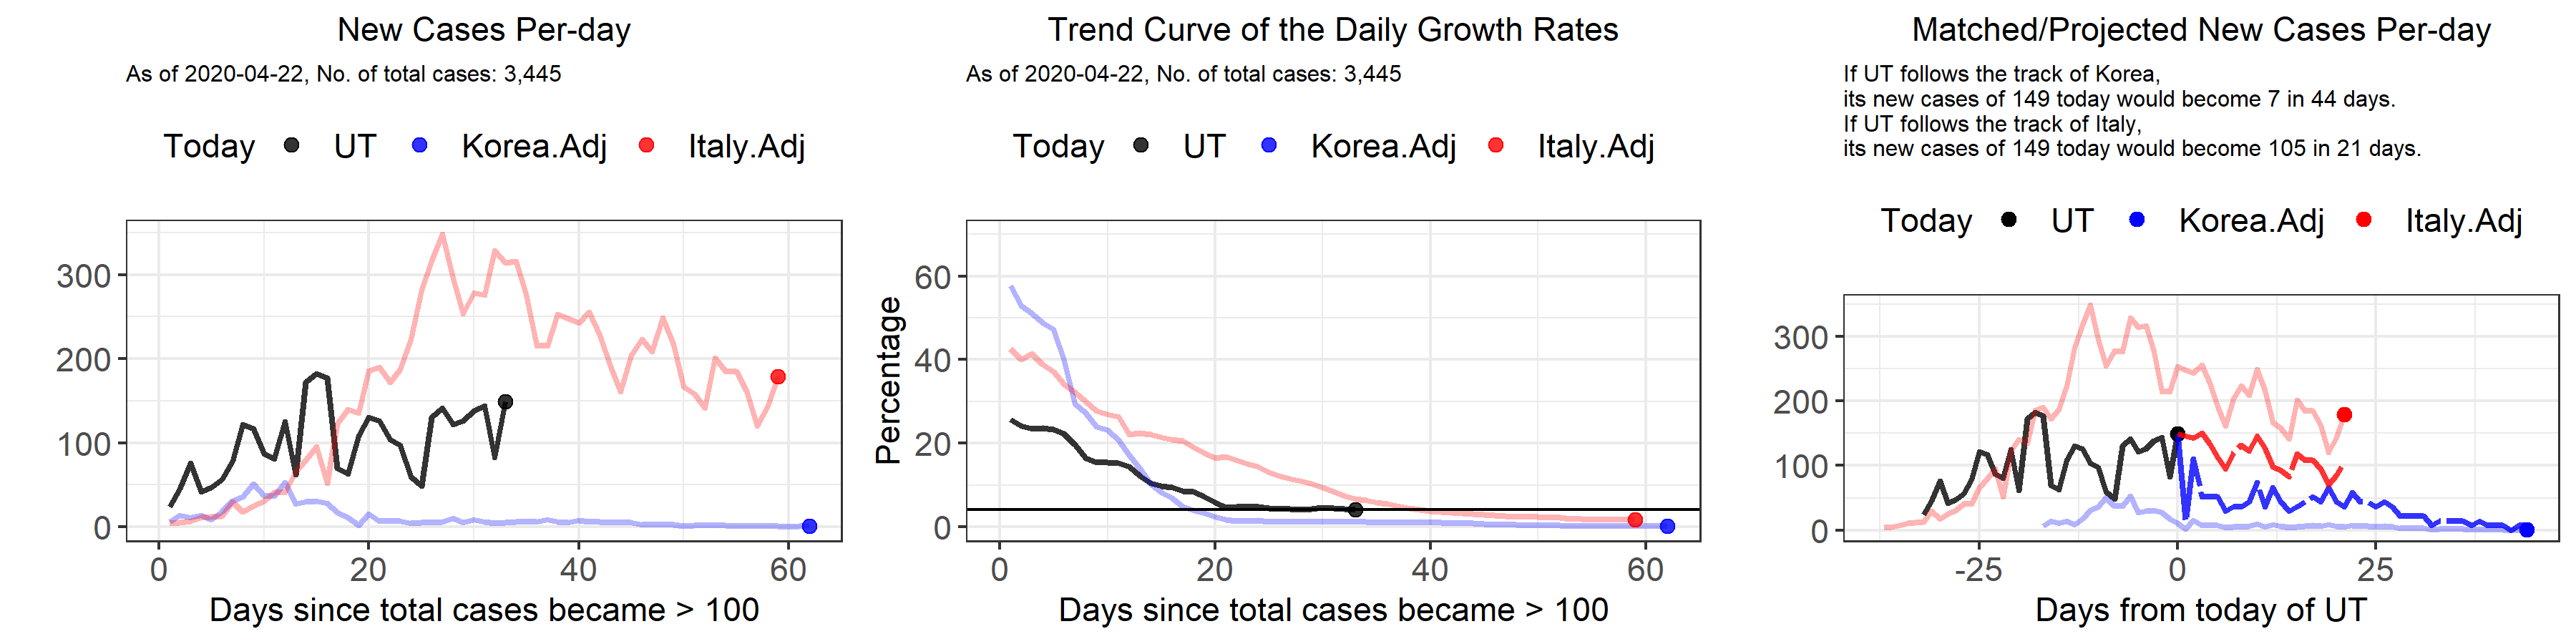 New Cases Per-day
As of 2020-04-22, No. of total cases: 3,445
Today UT Korea.Adj Italy.Adj
300
200
100
0
0 20 40 60
Days since total cases became > 100
Trend Curve of the Daily Growth Rates
As of 2020-04-22, No. of total cases: 3,445
Today UT Korea.Adj Italy.Adj
Percentage
60
40
20
0
0 20 40 60
Days since total cases became > 100
Matched/Projected New Cases Per-day
If UT follows the track of Korea,
its new cases of 149 today would become 7 in 44 days.
If UT follows the track of Italy,
its new cases of 149 today would become 105 in 21 days.
Today UT Korea.Adj Italy.Adj
300
200
100
0
-25 0 25
Days from today of UT